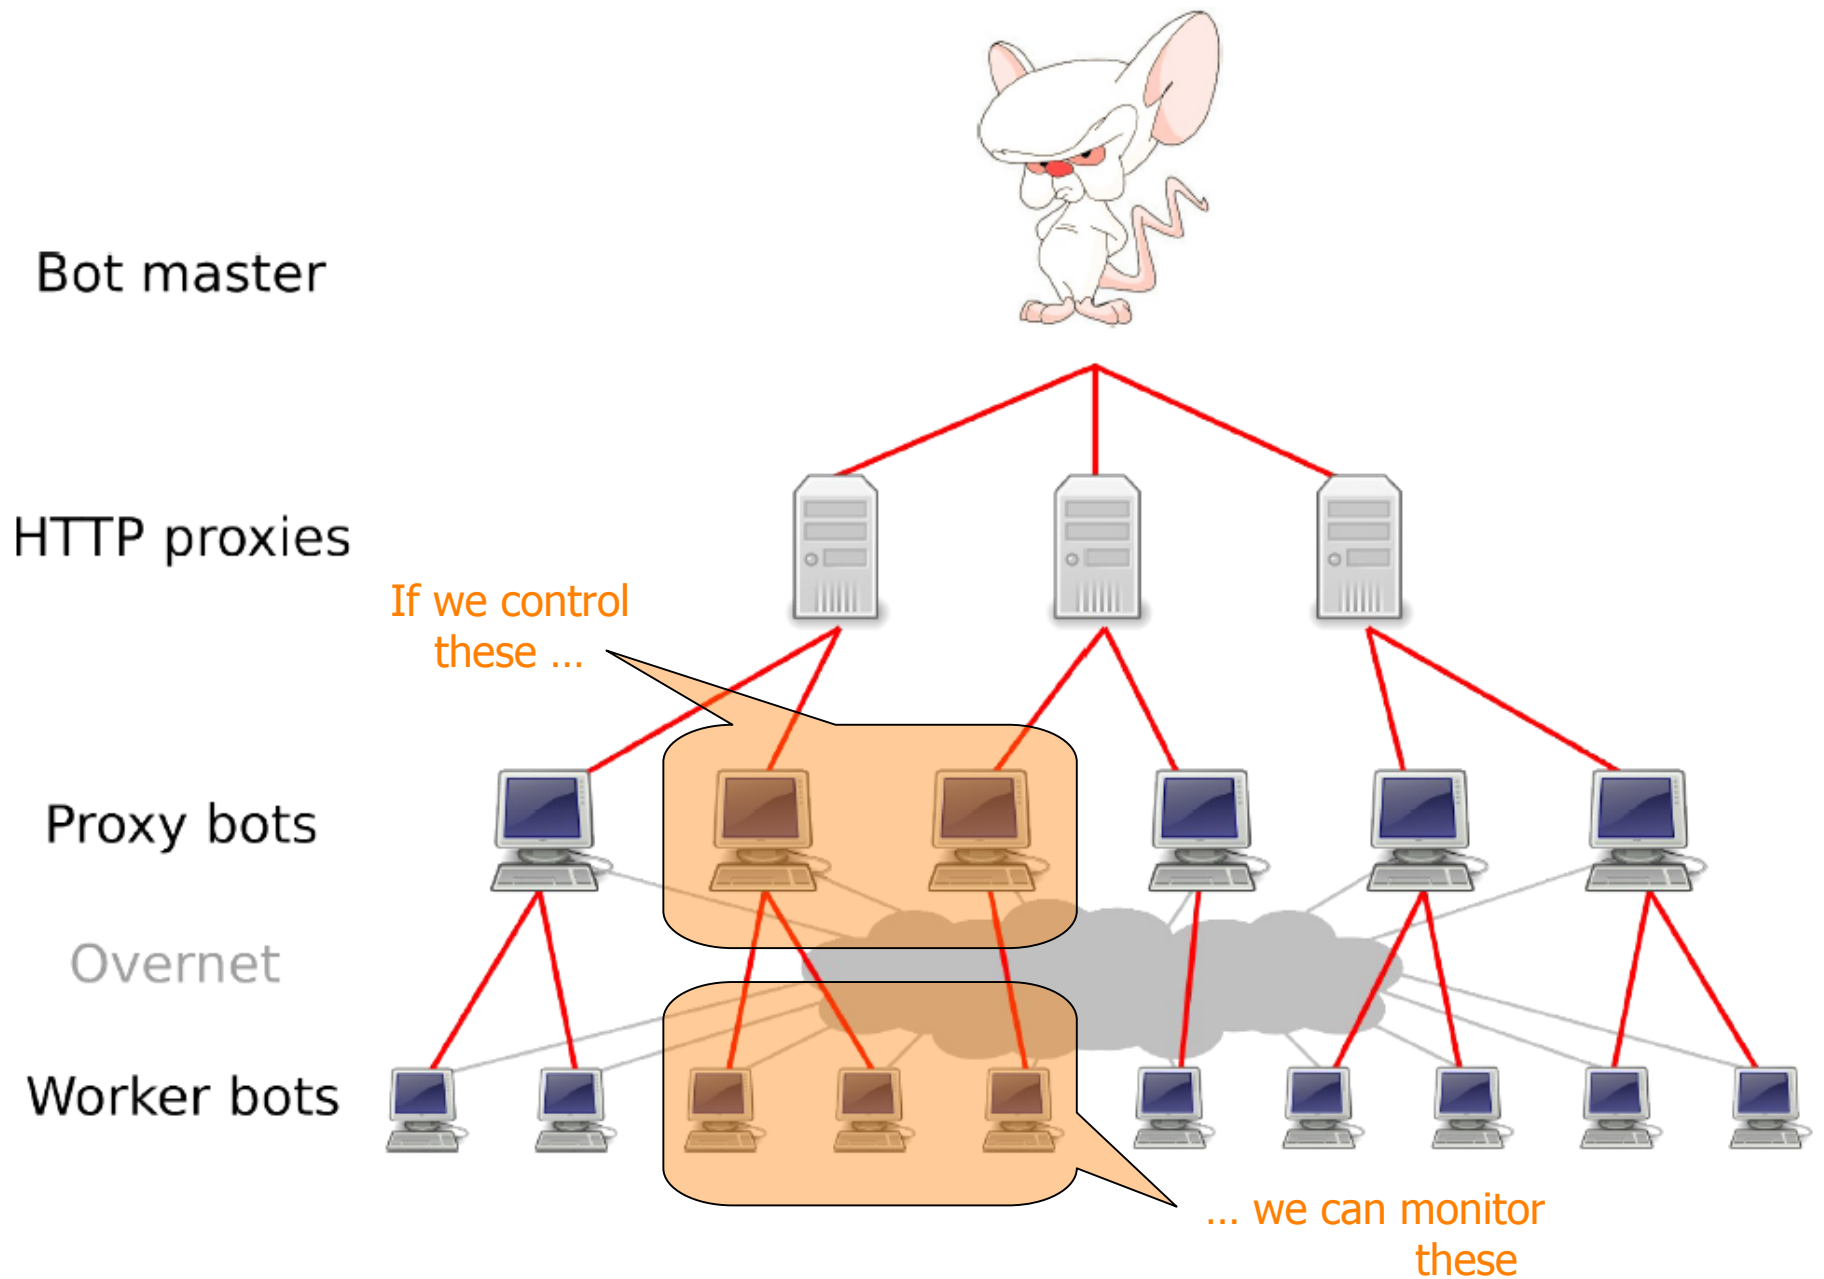 Bot master
HTTP proxies
If we control
these ...
Proxy bots
Overnet
Worker bots
... we can monitor
these